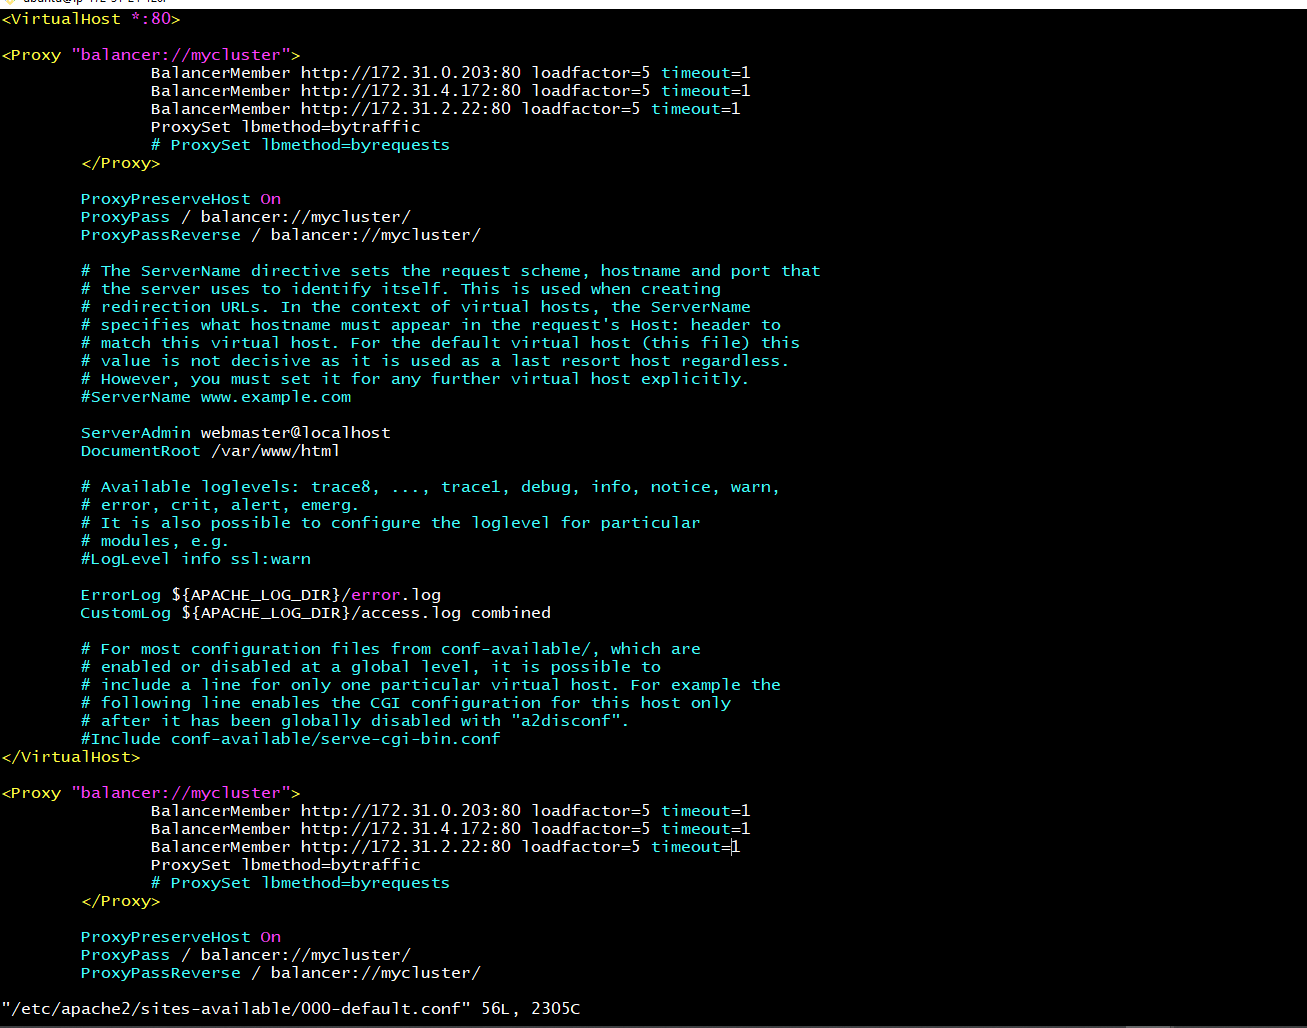 <VirtualHost *:80>
<Proxy "balancer://mycluster">
BalancerMember http://172.31.0.203:80 loadfactor=5 timeout=1
BalancerMember http://172.31.4.172:80 loadfactor=5 timeout=1
BalancerMember http://172.31.2.22:80 loadfactor=5 timeout=1
ProxySet lbmethod=bytraffic
# ProxySet lbmethod=byrequests
</Proxy>
ProxyPreserveHost On
ProxyPass / balancer://mycluster/
ProxyPassReverse / balancer://mycluster/
# The ServerName directive sets the request scheme, hostname and port that
# the server uses to identify itself. This is used when creating
# redirection URLs. In the context of virtual hosts, the ServerName
# specifies what hostname must appear in the request's Host: header to
# match this virtual host. For the default virtual host (this file) this
# value is not decisive as it is used as a last resort host regardless.
# However, you must set it for any further virtual host explicitly.
#ServerName www.example.com
ServerAdmin webmaster@localhost
DocumentRoot /var/www/html
# Available loglevels: trace8, ..., trace1, debug, info, notice, warn,
# error, crit, alert, emerg.
# It is also possible to configure the loglevel for particular
# modules, e.g.
#LogLevel info ssl:warn
ErrorLog ${APACHE_LOG_DIR}/error.log
CustomLog ${APACHE_LOG_DIR}/access.log combined
# For most configuration files from conf-available/, which are
# enabled or disabled at a global level, it is possible to
# include a line for only one particular virtual host. For example the
# following line enables the CGI configuration for this host only
# after it has been globally disabled with "a2disconf".
#Include conf-available/serve-cgi-bin.conf
</VirtualHost>
<Proxy "balancer://mycluster">
BalancerMember http://172.31.0.203:80 loadfactor=5 timeout=1
BalancerMember http://172.31.4.172:80 loadfactor=5 timeout=1
BalancerMember http://172.31.2.22:80 loadfactor=5 timeout=1
ProxySet lbmethod=bytraffic
# ProxySet lbmethod=byrequests
</Proxy>
ProxyPreserveHost On
ProxyPass / balancer://mycluster/
ProxyPassReverse / balancer://mycluster/
"/etc/apache2/sites-available/000-default.conf" 56L, 2305C